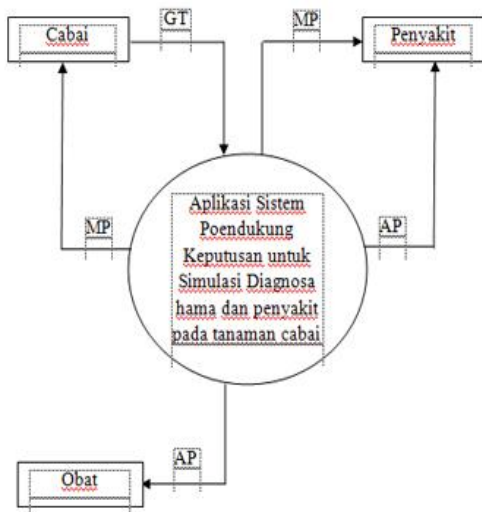 GT
MP
Cabai
Penyakit
MP
AP
Aplikasi Sistem
Poendukung
Keputusan untuk
Simulasi Diagnosa
hama dan penyakit
pada tanaman cabai
AP
Obat